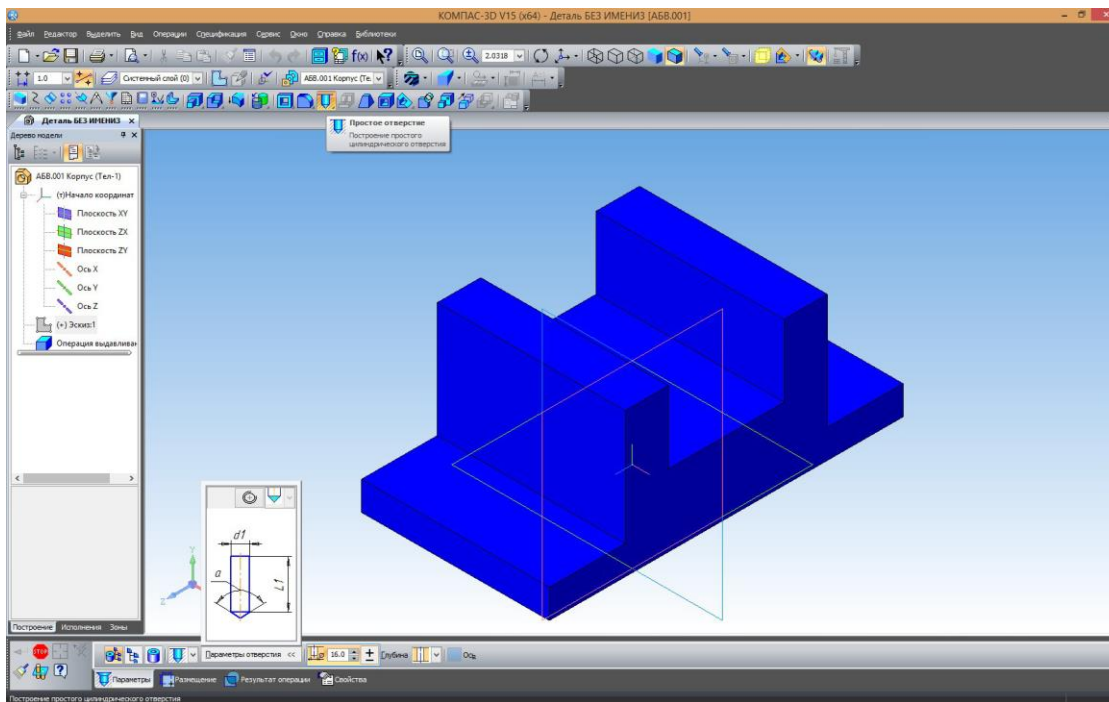 КОМПАС-3D V15 (x64) - Деталь БЕЗ ИМЕНИ3 [АБВ.001]
Файл Редактор Выделить Вид Операции Спецификация Сервис Окно Справка Библиотеки
2.0318
1.0 Системный слой (0) АБВ.001 Корпус (Те.
Деталь БЕЗ ИМЕНИ3
Дерево модели
Простое отверстие
Построение простого
цилиндрического отверстия
АБВ.001 Корпус (Тел-1)
(т)Начало координат
Плоскость XY
Плоскость ZX
Плоскость ZY
Ось X
Ось Y
Ось Z
(+) Эскиз:1
Операция выдавливан
d1
a
L1
Y
Z
Построение Исполнения Зоны
STOP Параметры отверстия << 16.0 Глубина Ось
Параметры Размещение Результат операции Свойства
Построение простого цилиндрического отверстия